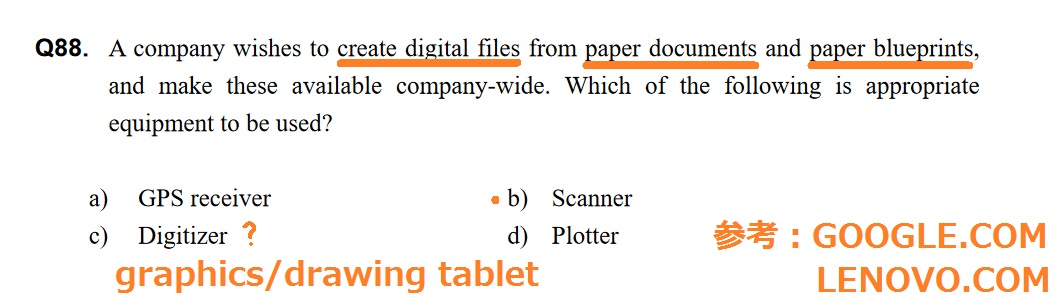 Q88. A company wishes to create digital files from paper documents and paper blueprints,
and make these available company-wide. Which of the following is appropriate
equipment to be used?
a) GPS receiver
b) Scanner
c) Digitizer ?
d) Plotter
graphics/drawing tablet
参考：GOOGLE.COM
LENOVO.COM